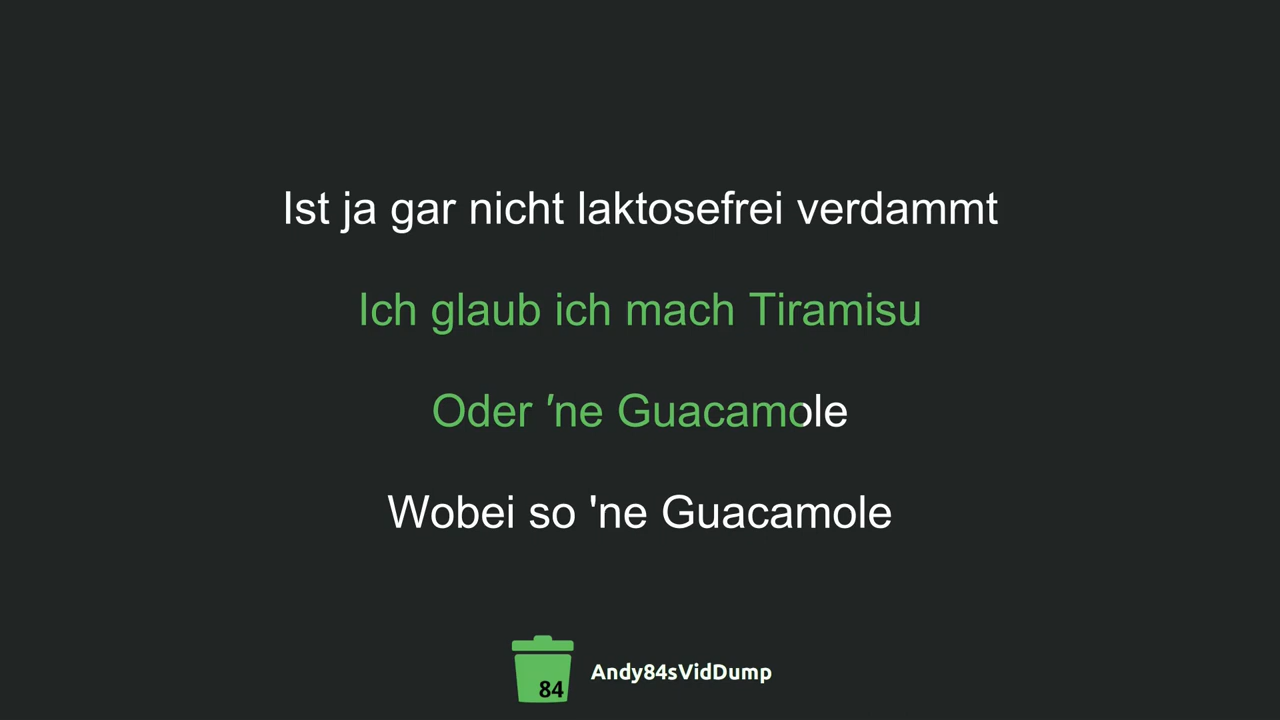 Ist ja gar nicht laktosefrei verdammt
Ich glaub ich mach Tiramisu
Oder 'ne Guacamole
Wobei so 'ne Guacamole
84 Andy84sVidDump